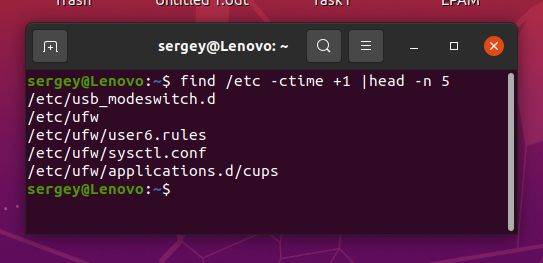 Trash Untitled 1.odt Task1 EPAM
sergey@Lenovo: ~
sergey@Lenovo:~$ find /etc -ctime +1 |head -n 5
/etc/usb_modeswitch.d
/etc/ufw
/etc/ufw/user6.rules
/etc/ufw/sysctl.conf
/etc/ufw/applications.d/cups
sergey@Lenovo:~$